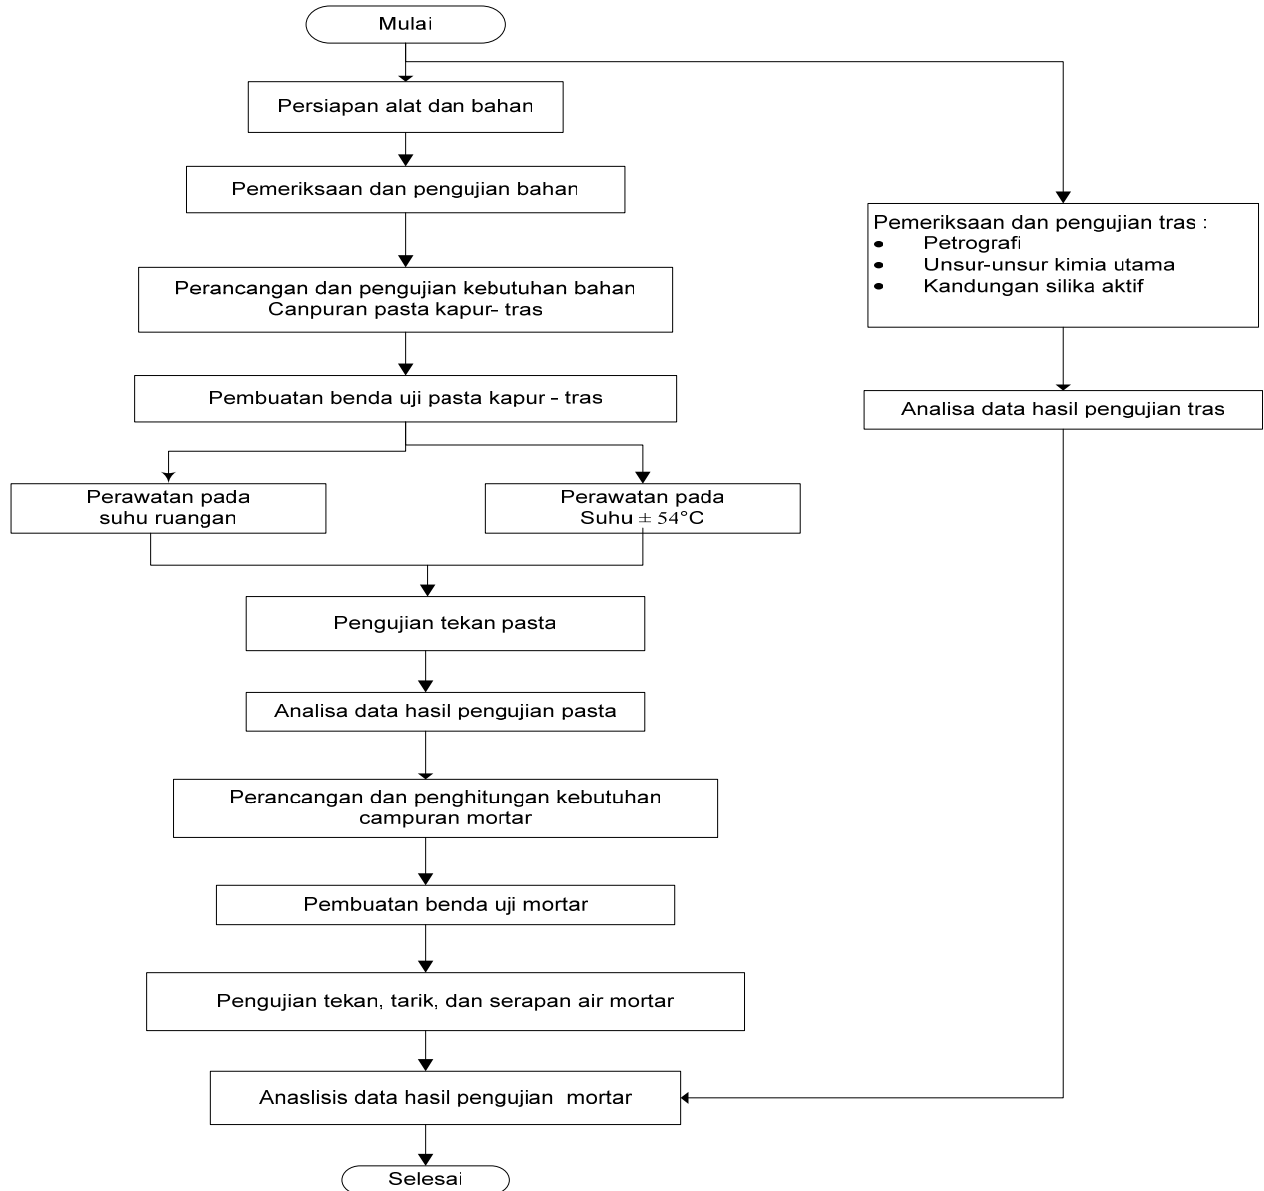 Mulai
Persiapan alat dan bahan
Pemeriksaan dan pengujian bahan
Pemeriksaan dan pengujian tras :
• Petrografi
• Unsur-unsur kimia utama
• Kandungan silika aktif
Perancangan dan pengujian kebutuhan bahan
Canpuran pasta kapur- tras
Pembuatan benda uji pasta kapur - tras
Analisa data hasil pengujian tras
Perawatan pada
suhu ruangan
Perawatan pada
Suhu ± 54°C
Pengujian tekan pasta
Analisa data hasil pengujian pasta
Perancangan dan penghitungan kebutuhan
campuran mortar
Pembuatan benda uji mortar
Pengujian tekan, tarik, dan serapan air mortar
Anaslisis data hasil pengujian mortar
Selesai